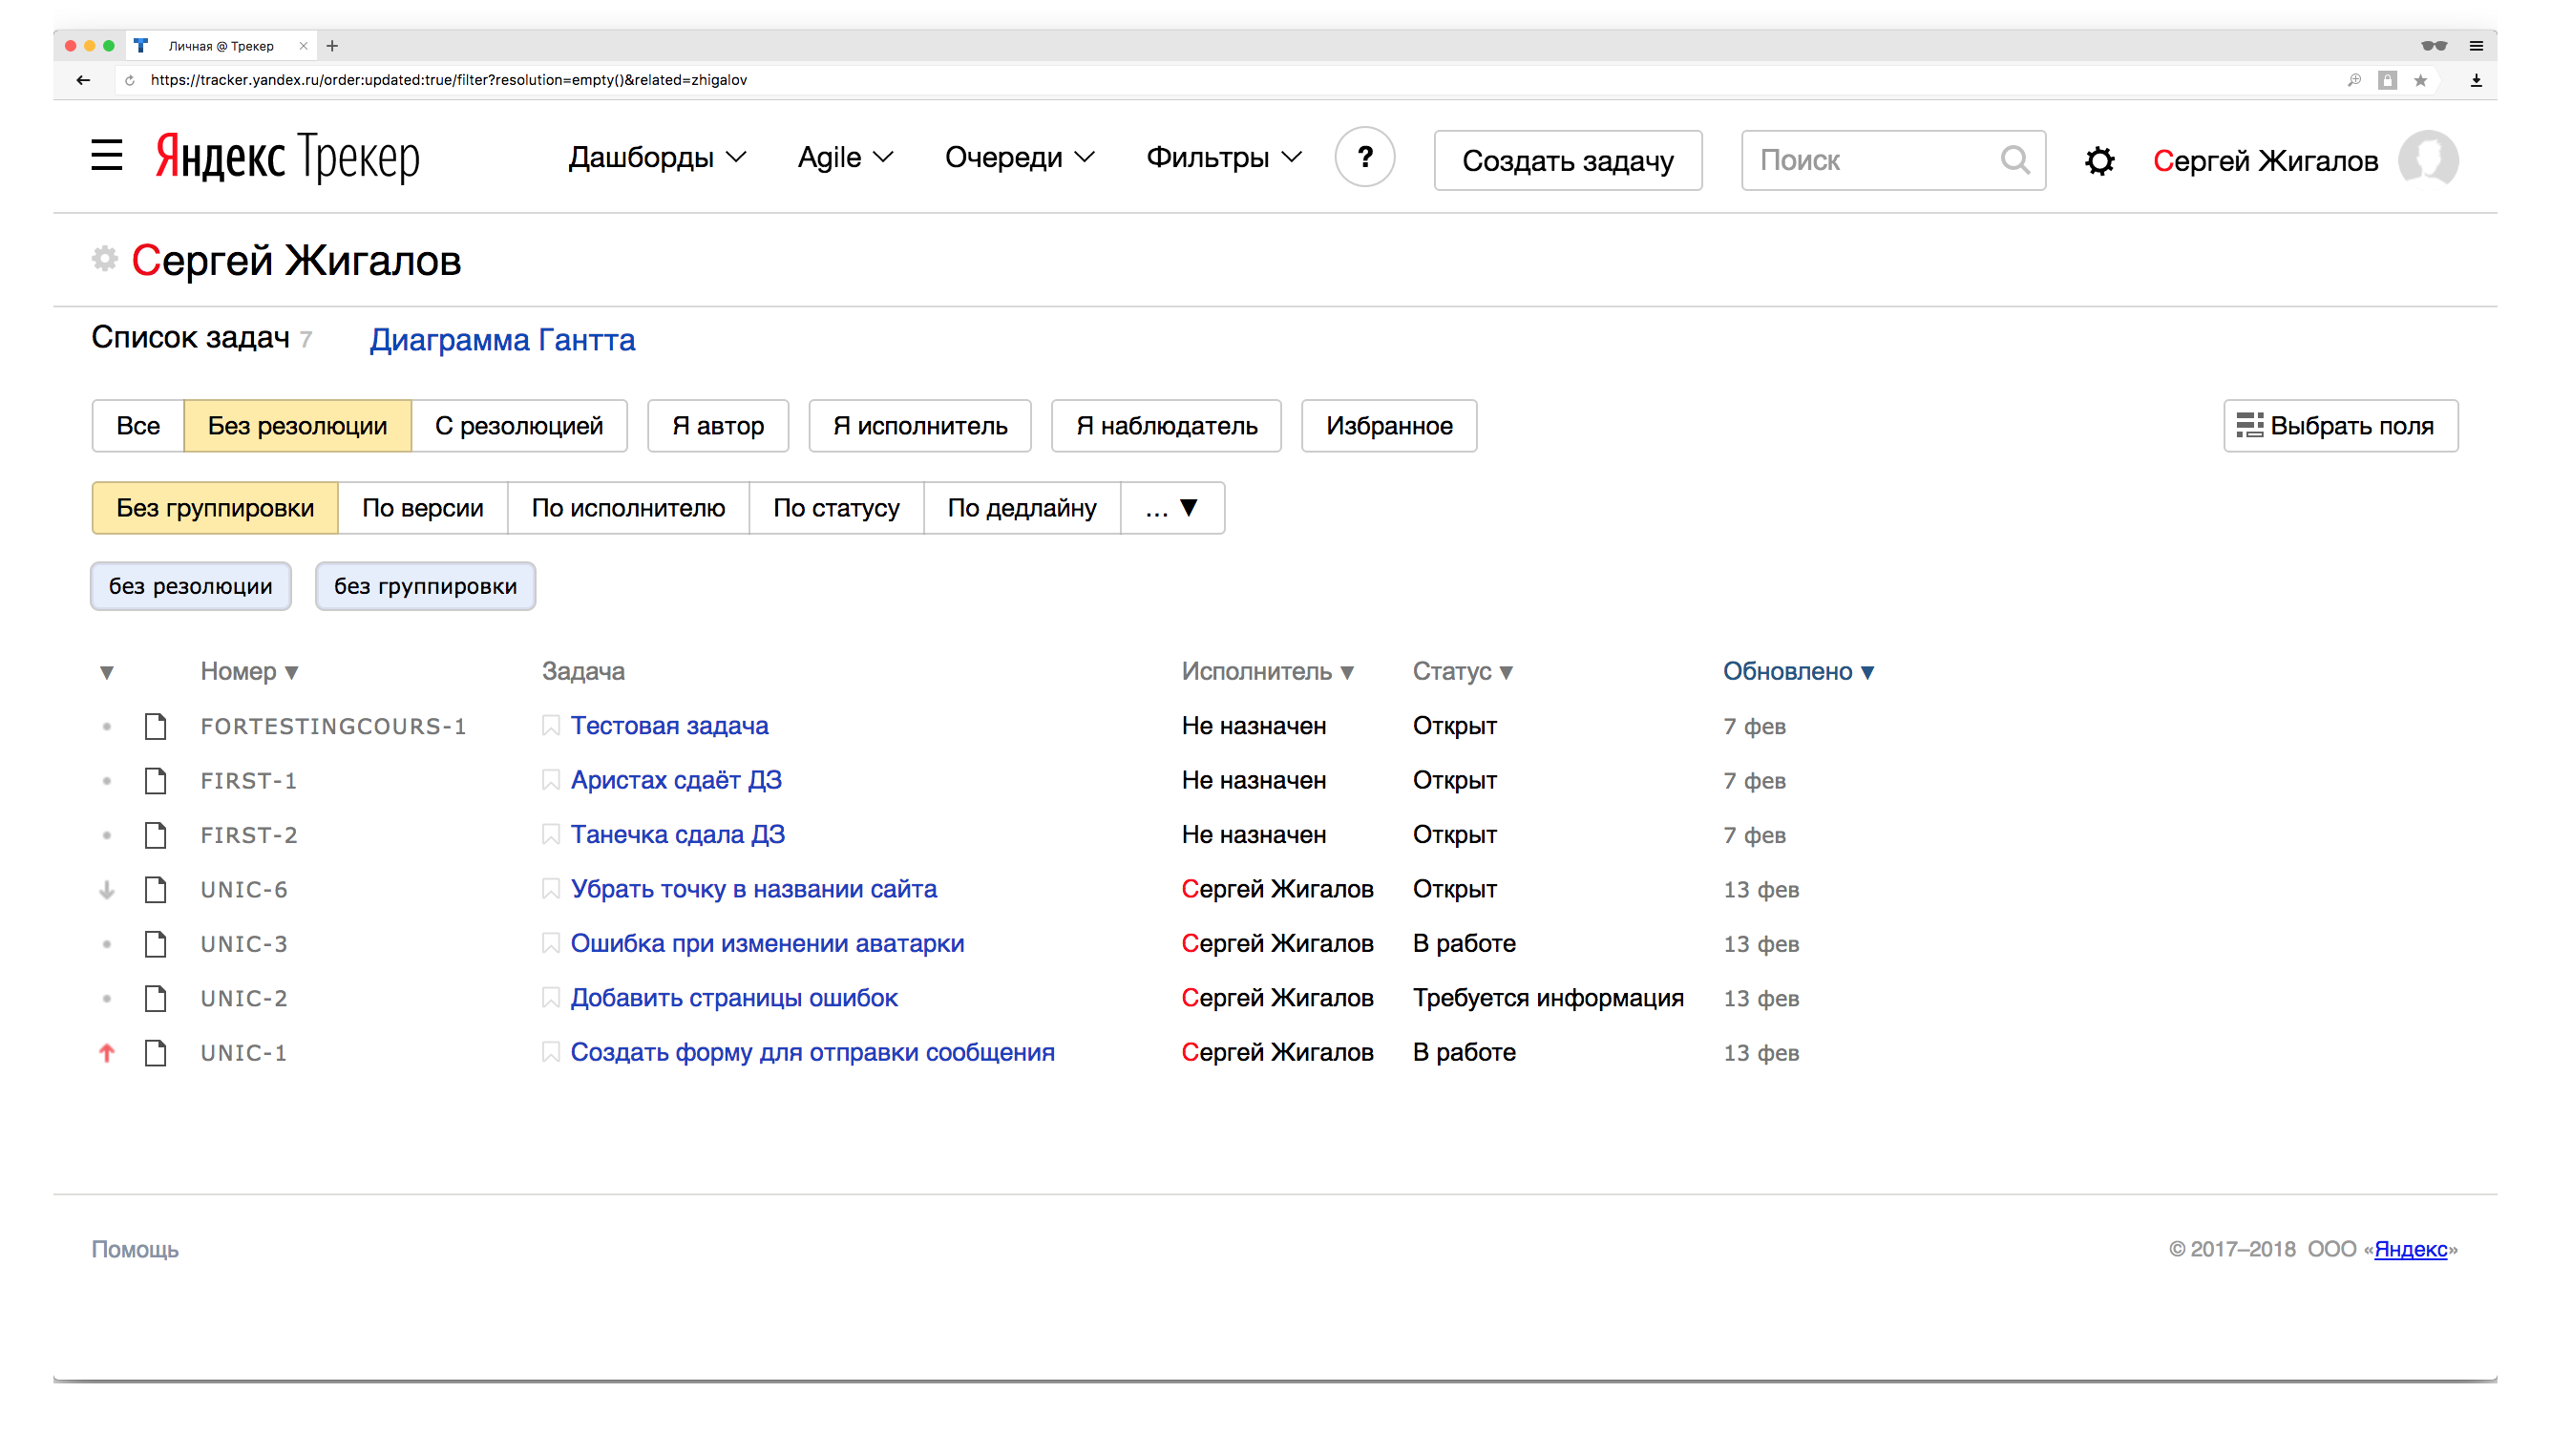 Личная @ Трекер
https://tracker.yandex.ru/order:updated:true/filter?resolution=empty()&related=zhigalov
Яндекс Трекер Дашборды Agile Очереди Фильтры ? Создать задачу Поиск Сергей Жигалов
Сергей Жигалов
Список задач 7 Диаграмма Гантта
Все Без резолюции С резолюцией Я автор Я исполнитель Я наблюдатель Избранное Выбрать поля
Без группировки По версии По исполнителю По статусу По дедлайну ... ▼
без резолюции без группировки
▼ Номер ▼ Задача Исполнитель ▼ Статус ▼ Обновлено ▼
FORTESTINGCOURS-1 Тестовая задача Не назначен Открыт 7 фев
FIRST-1 Аристах сдаёт ДЗ Не назначен Открыт 7 фев
FIRST-2 Танечка сдала ДЗ Не назначен Открыт 7 фев
UNIC-6 Убрать точку в названии сайта Сергей Жигалов Открыт 13 фев
UNIC-3 Ошибка при изменении аватарки Сергей Жигалов В работе 13 фев
UNIC-2 Добавить страницы ошибок Сергей Жигалов Требуется информация 13 фев
UNIC-1 Создать форму для отправки сообщения Сергей Жигалов В работе 13 фев
Помощь © 2017–2018 ООО «Яндекс»